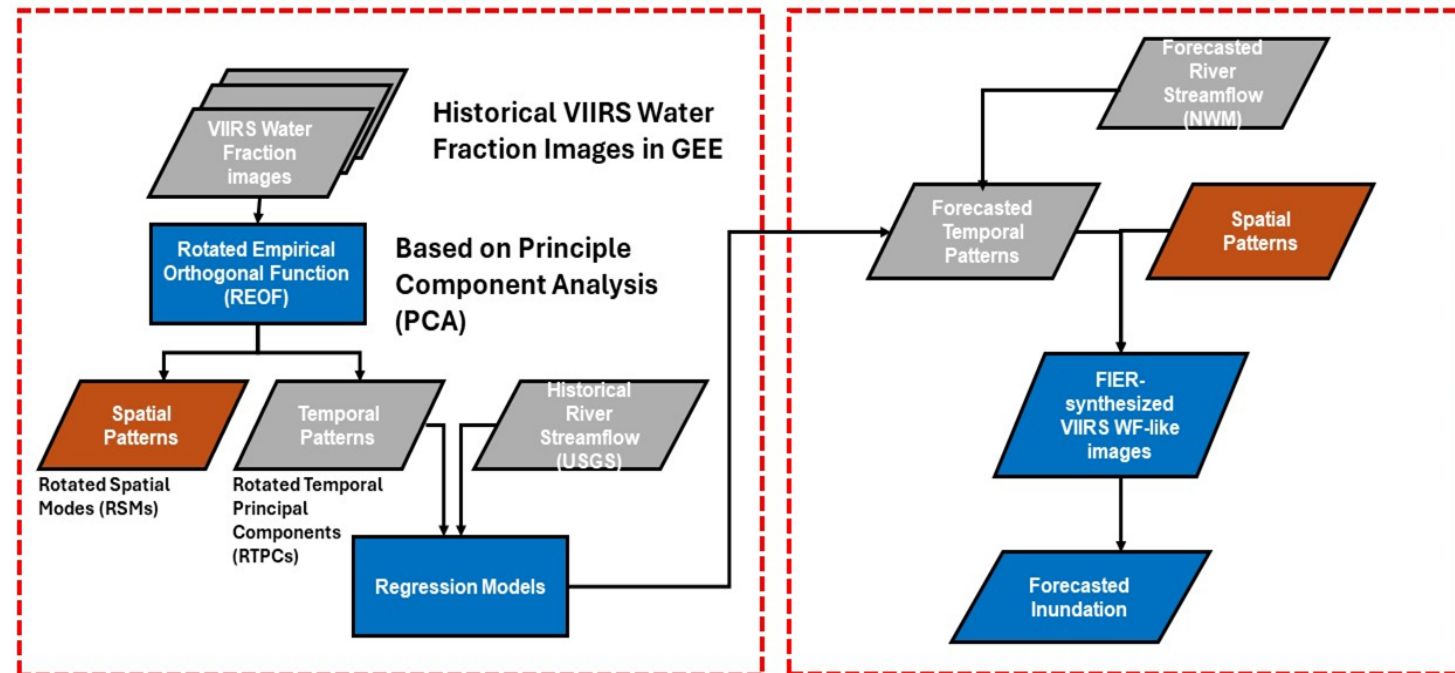 VIIRS Water
Fraction
images
Historical VIIRS Water
Fraction Images in GEE
Rotated Empirical
Orthogonal Function
(REOF)
Based on Principle
Component Analysis
(PCA)
Spatial
Patterns
Temporal
Patterns
Historical
River
Streamflow
(USGS)
Rotated Spatial
Modes (RSMs)
Rotated Temporal
Principal
Components
(RTPCs)
Regression Models
Forecasted
River
Streamflow
(NWM)
Forecasted
Temporal
Patterns
Spatial
Patterns
FIER-
synthesized
VIIRS WF-like
images
Forecasted
Inundation